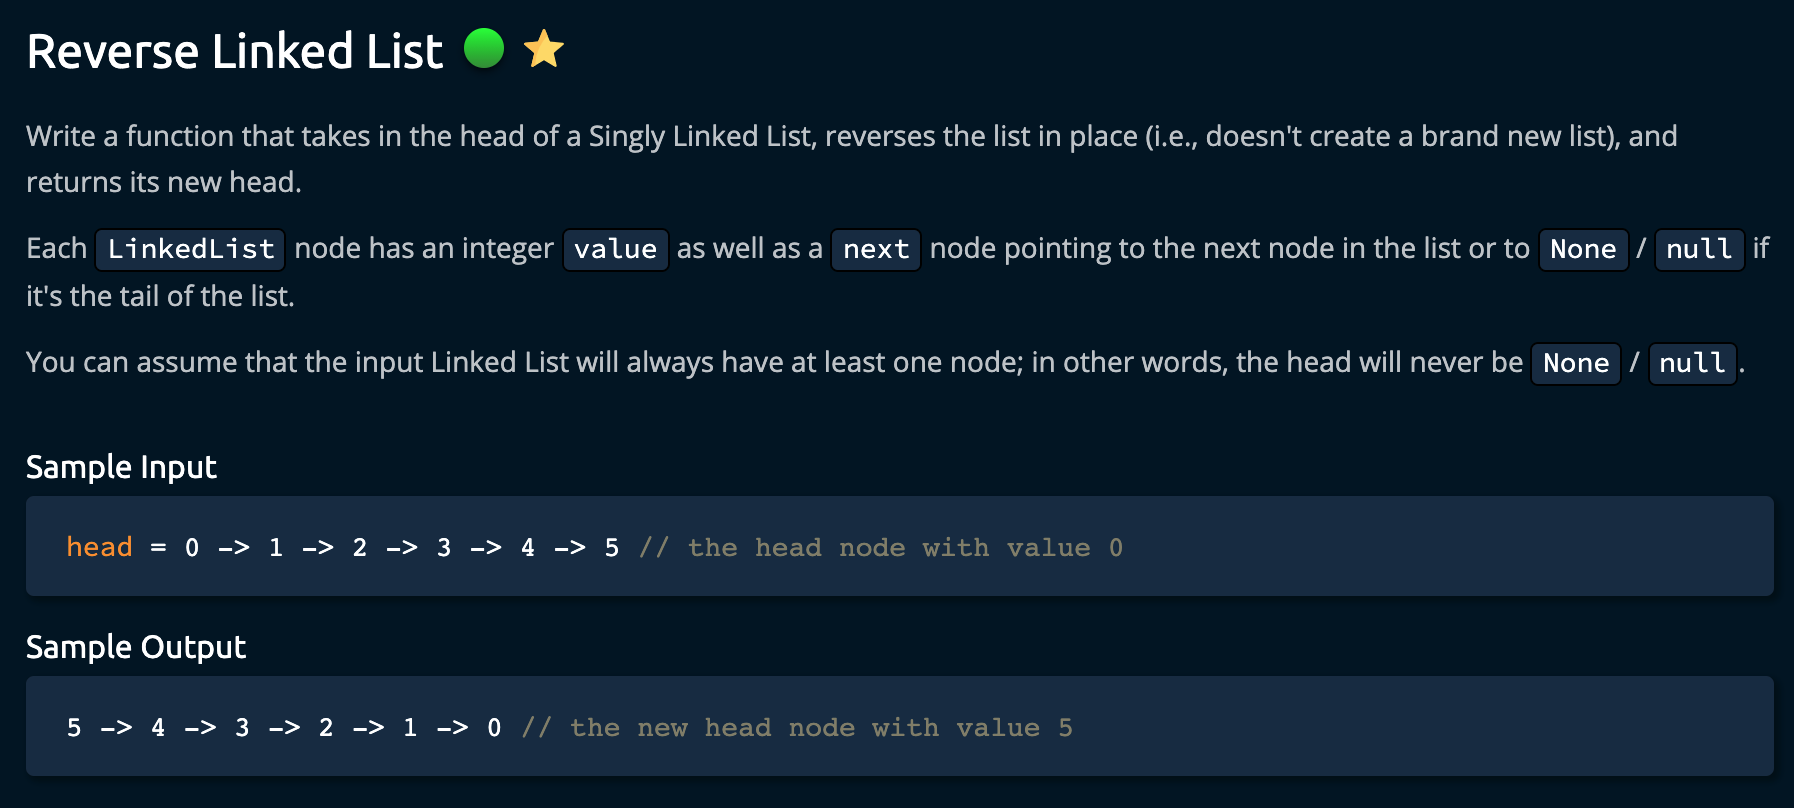 Reverse Linked List
Write a function that takes in the head of a Singly Linked List, reverses the list in place (i.e., doesn't create a brand new list), and
returns its new head.
Each LinkedList node has an integer value as well as a next node pointing to the next node in the list or to None / null if
it's the tail of the list.
You can assume that the input Linked List will always have at least one node; in other words, the head will never be None / null.
Sample Input
head = 0 -> 1 -> 2 -> 3 -> 4 -> 5 // the head node with value 0
Sample Output
5 -> 4 -> 3 -> 2 -> 1 -> 0 // the new head node with value 5